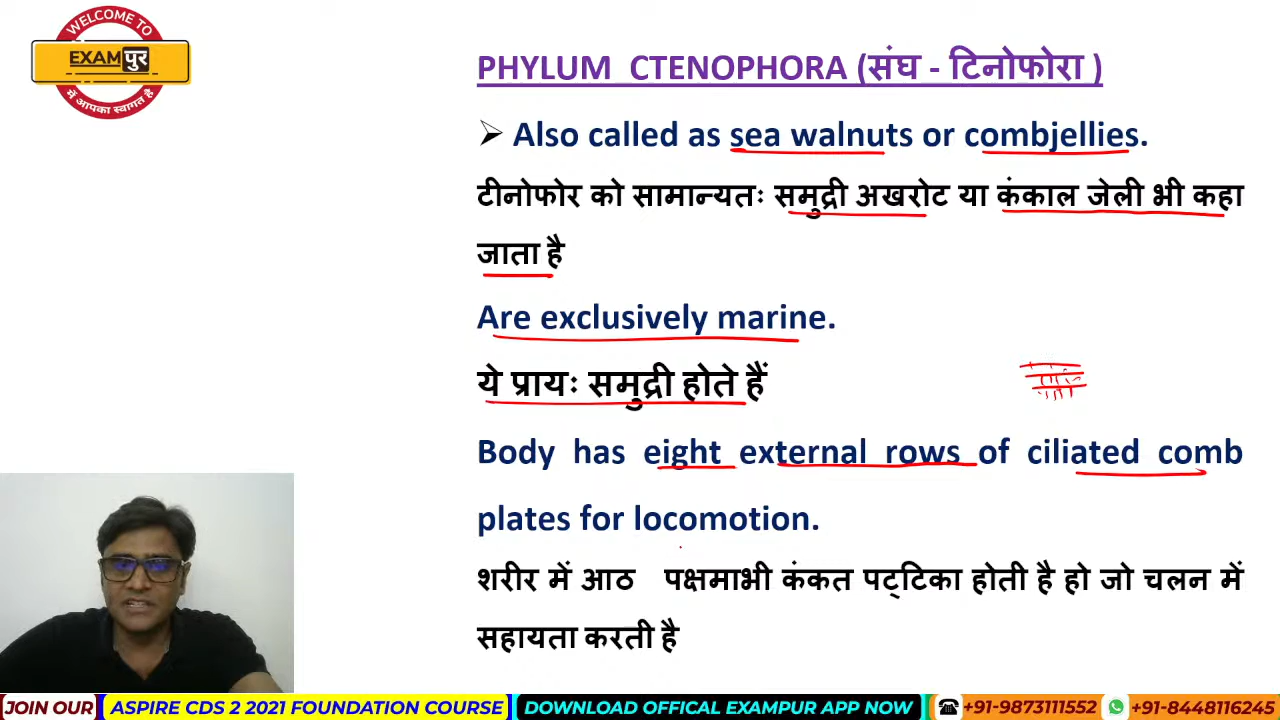 WELCOME TO
EXAM पुर
में आपका स्वागत है
PHYLUM CTENOPHORA (संघ - टिनोफोरा )
➢ Also called as sea walnuts or combjellies.
टीनोफोर को सामान्यतः समुद्री अखरोट या कंकाल जेली भी कहा
जाता है
Are exclusively marine.
ये प्रायः समुद्री होते हैं
Body has eight external rows of ciliated comb
plates for locomotion.
शरीर में आठ पक्षमाभी कंकत पट्टिका होती है हो जो चलन में
सहायता करती है
JOIN OUR ASPIRE CDS 2 2021 FOUNDATION COURSE DOWNLOAD OFFICAL EXAMPUR APP NOW +91-9873111552 +91-8448116245